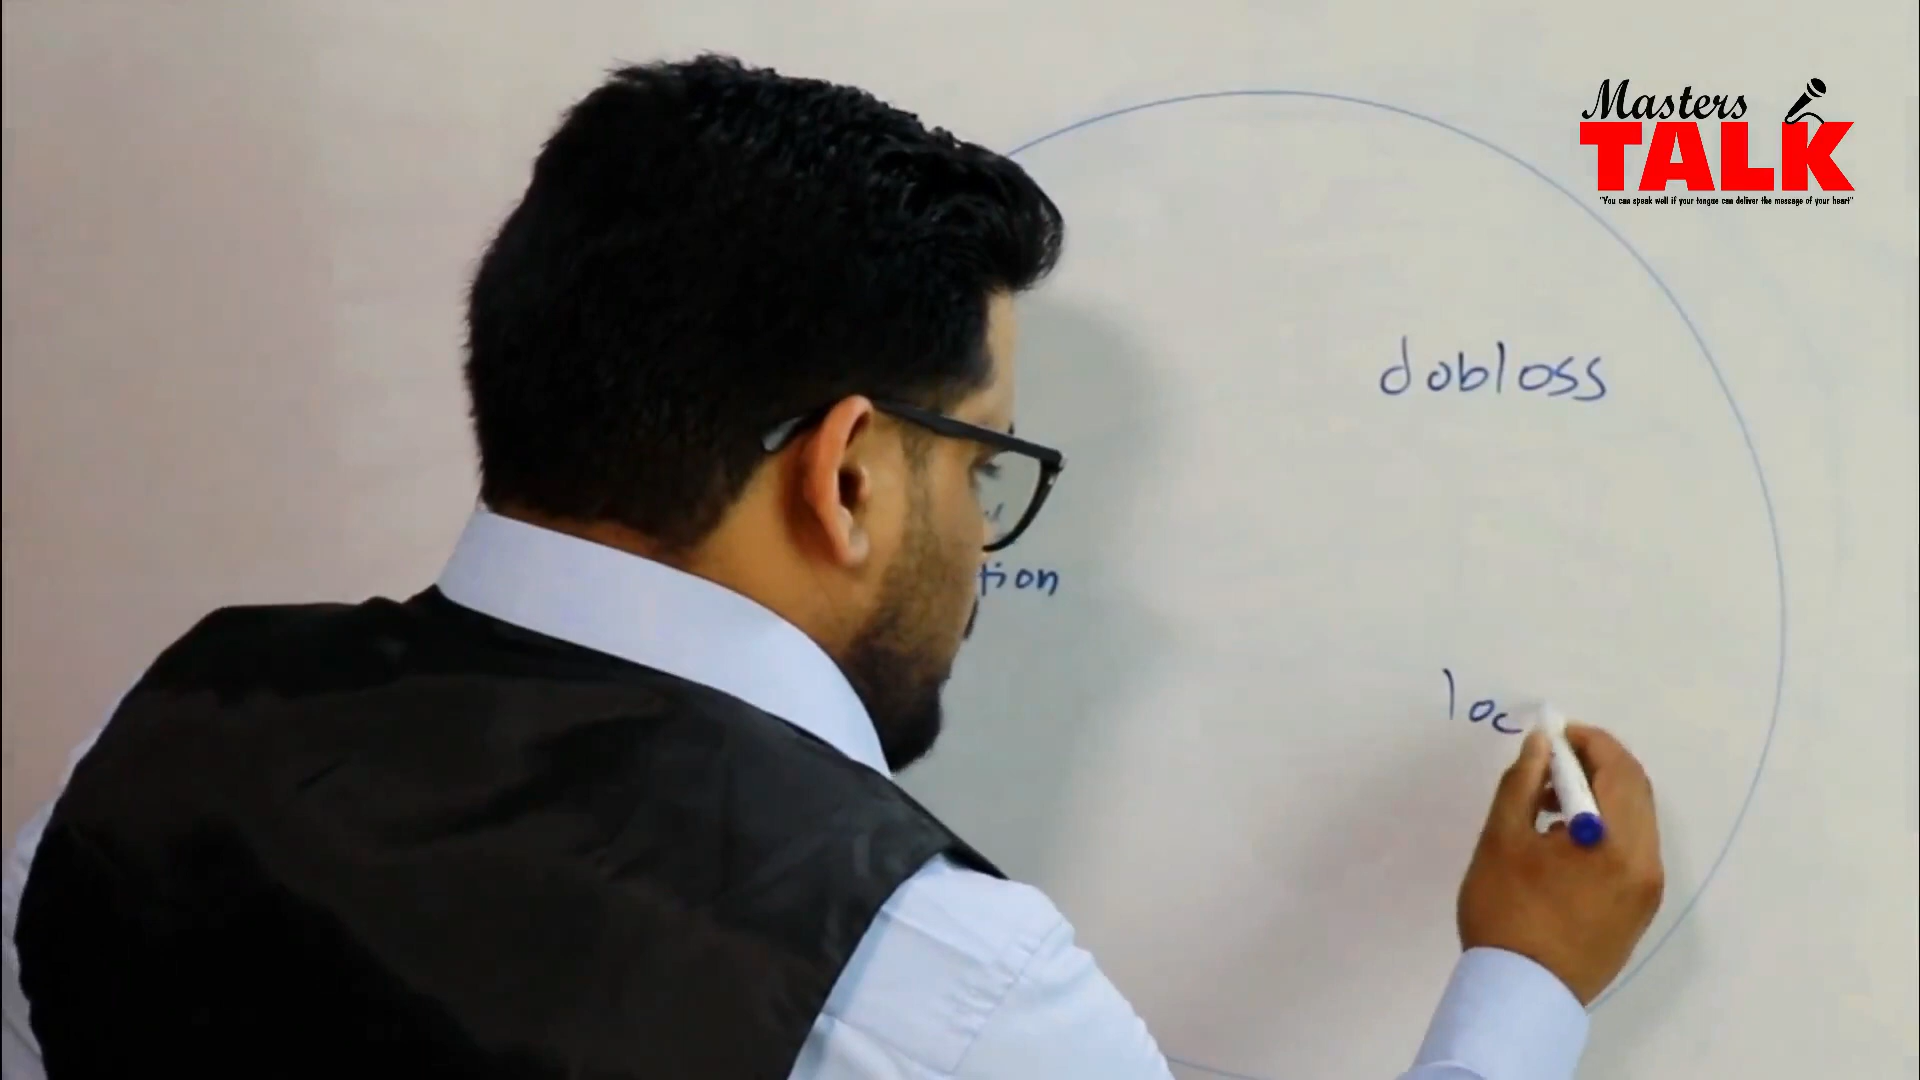 Masters
TALK
"You can speak well if your tongue can deliver the message of your heart"
dobloss
tion
loc